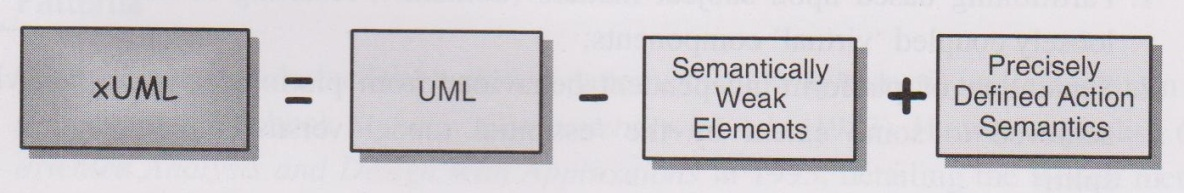 xUML = UML − Semantically Weak Elements + Precisely Defined Action Semantics